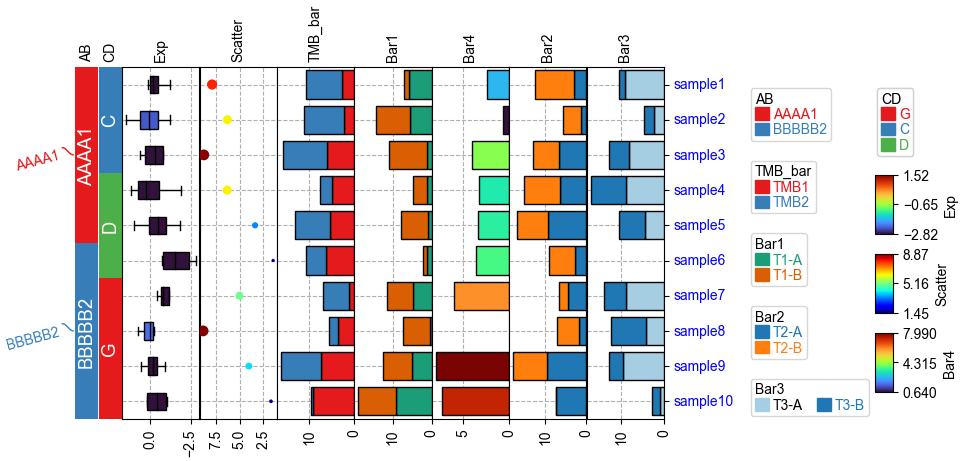 AB
CD
Exp
Scatter
TMB_bar
Bar1
Bar4
Bar2
Bar3
AAAA1
AAAA1
BBBBB2
BBBBB2
C
D
G
sample1
sample2
sample3
sample4
sample5
sample6
sample7
sample8
sample9
sample10
0.0
−2.5
7.5
5.0
2.5
10
0
10
0
5
0
10
0
10
0
AB
AAAA1
BBBBB2
TMB_bar
TMB1
TMB2
Bar1
T1-A
T1-B
Bar2
T2-A
T2-B
Bar3
T3-A T3-B
CD
G
C
D
1.52
−0.65
−2.82
Exp
8.87
5.16
1.45
Scatter
7.990
4.315
0.640
Bar4